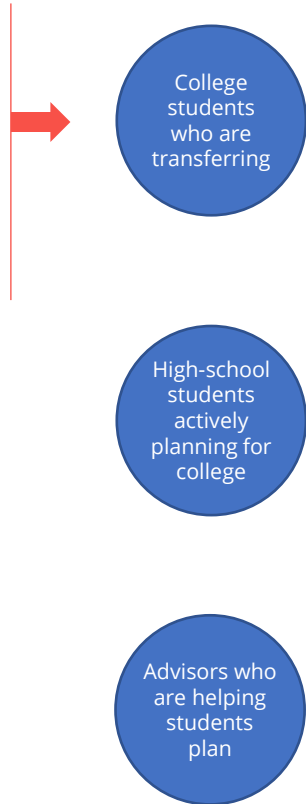 College
students
who are
transferring
High-school
students
actively
planning for
college
Advisors who
are helping
students
plan